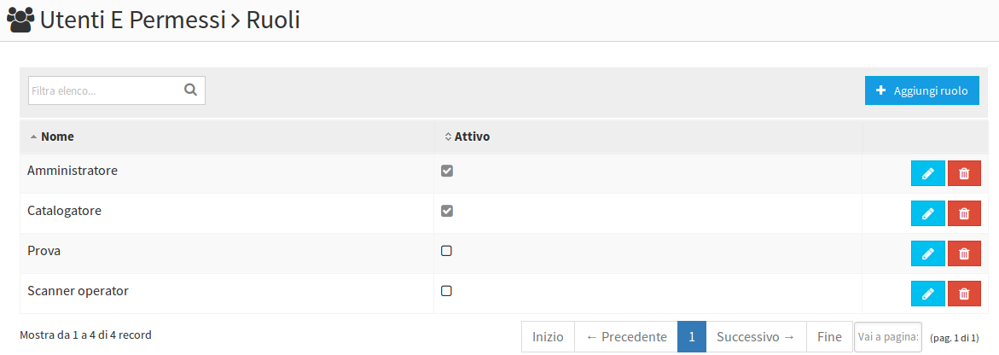 Utenti E Permessi > Ruoli
Filtra elenco...
Aggiungi ruolo
Nome Attivo
Amministratore
Catalogatore
Prova
Scanner operator
Mostra da 1 a 4 di 4 record
Inizio ← Precedente 1 Successivo → Fine Vai a pagina: (pag. 1 di 1)